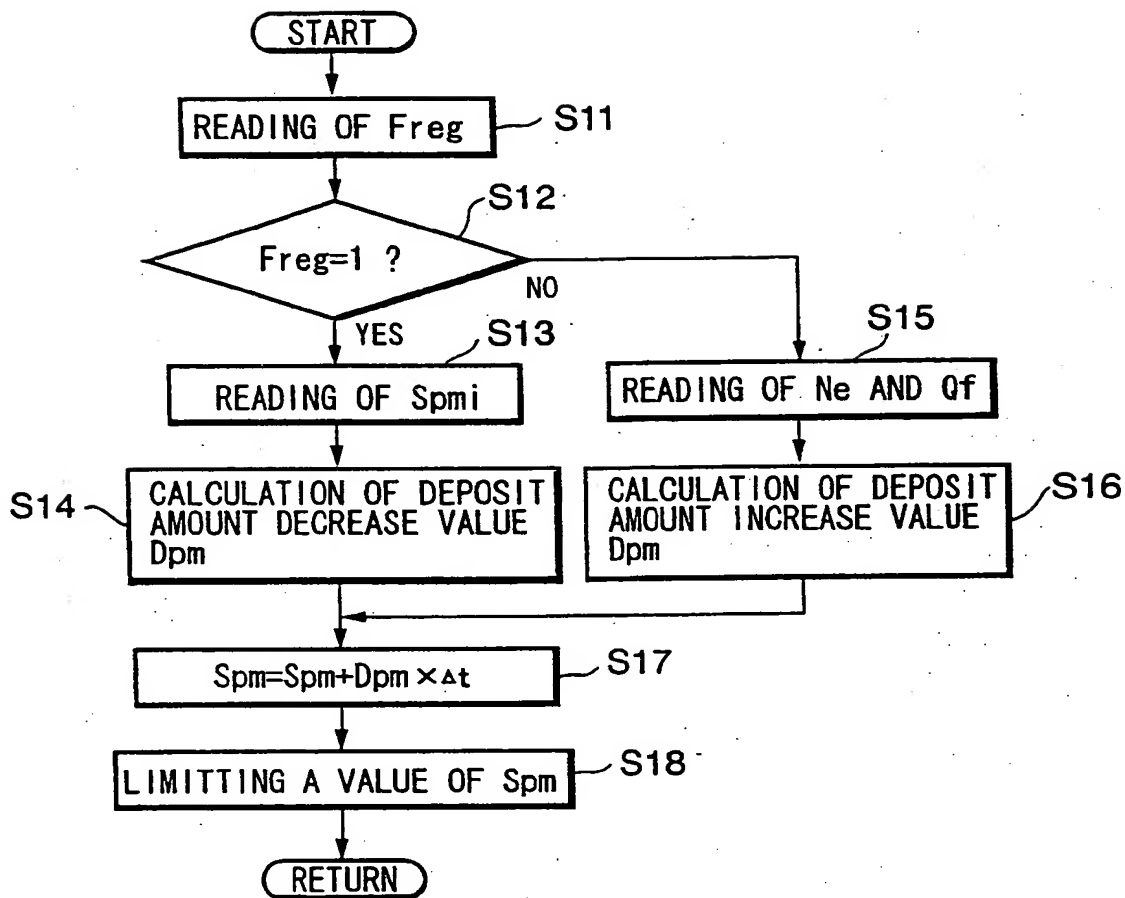 START
READING OF Freg
S11
S12
Freg=1 ?
NO
YES
S13
READING OF Spmi
S15
READING OF Ne AND Qf
S14
CALCULATION OF DEPOSIT
AMOUNT DECREASE VALUE
Dpm
CALCULATION OF DEPOSIT
AMOUNT INCREASE VALUE
Dpm
S16
Spm=Spm+Dpm×Δt
S17
LIMITTING A VALUE OF Spm
S18
RETURN